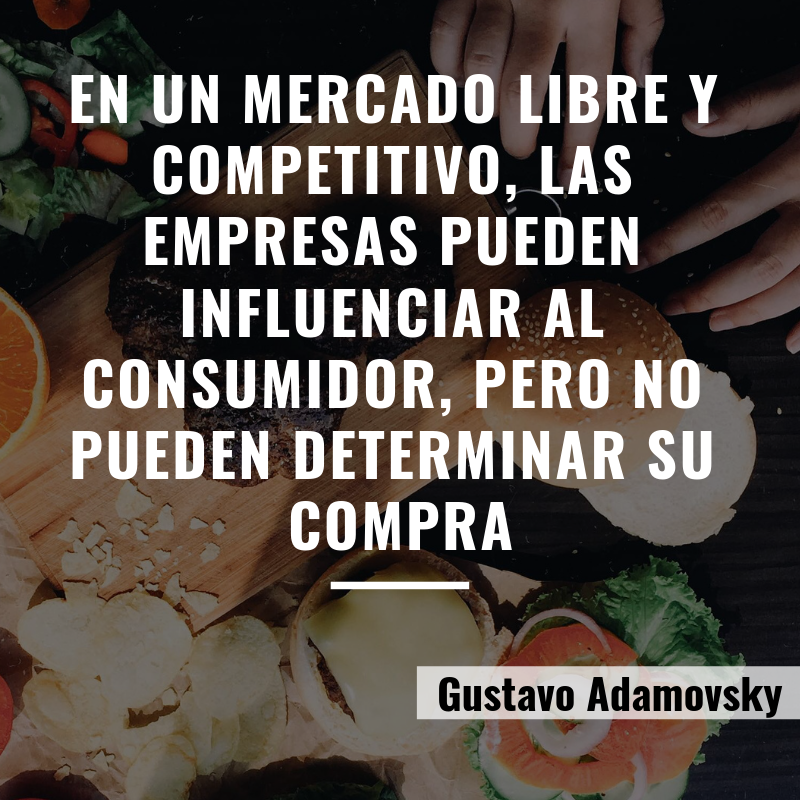 EN UN MERCADO LIBRE Y
COMPETITIVO, LAS
EMPRESAS PUEDEN
INFLUENCIAR AL
CONSUMIDOR, PERO NO
PUEDEN DETERMINAR SU
COMPRA
Gustavo Adamovsky